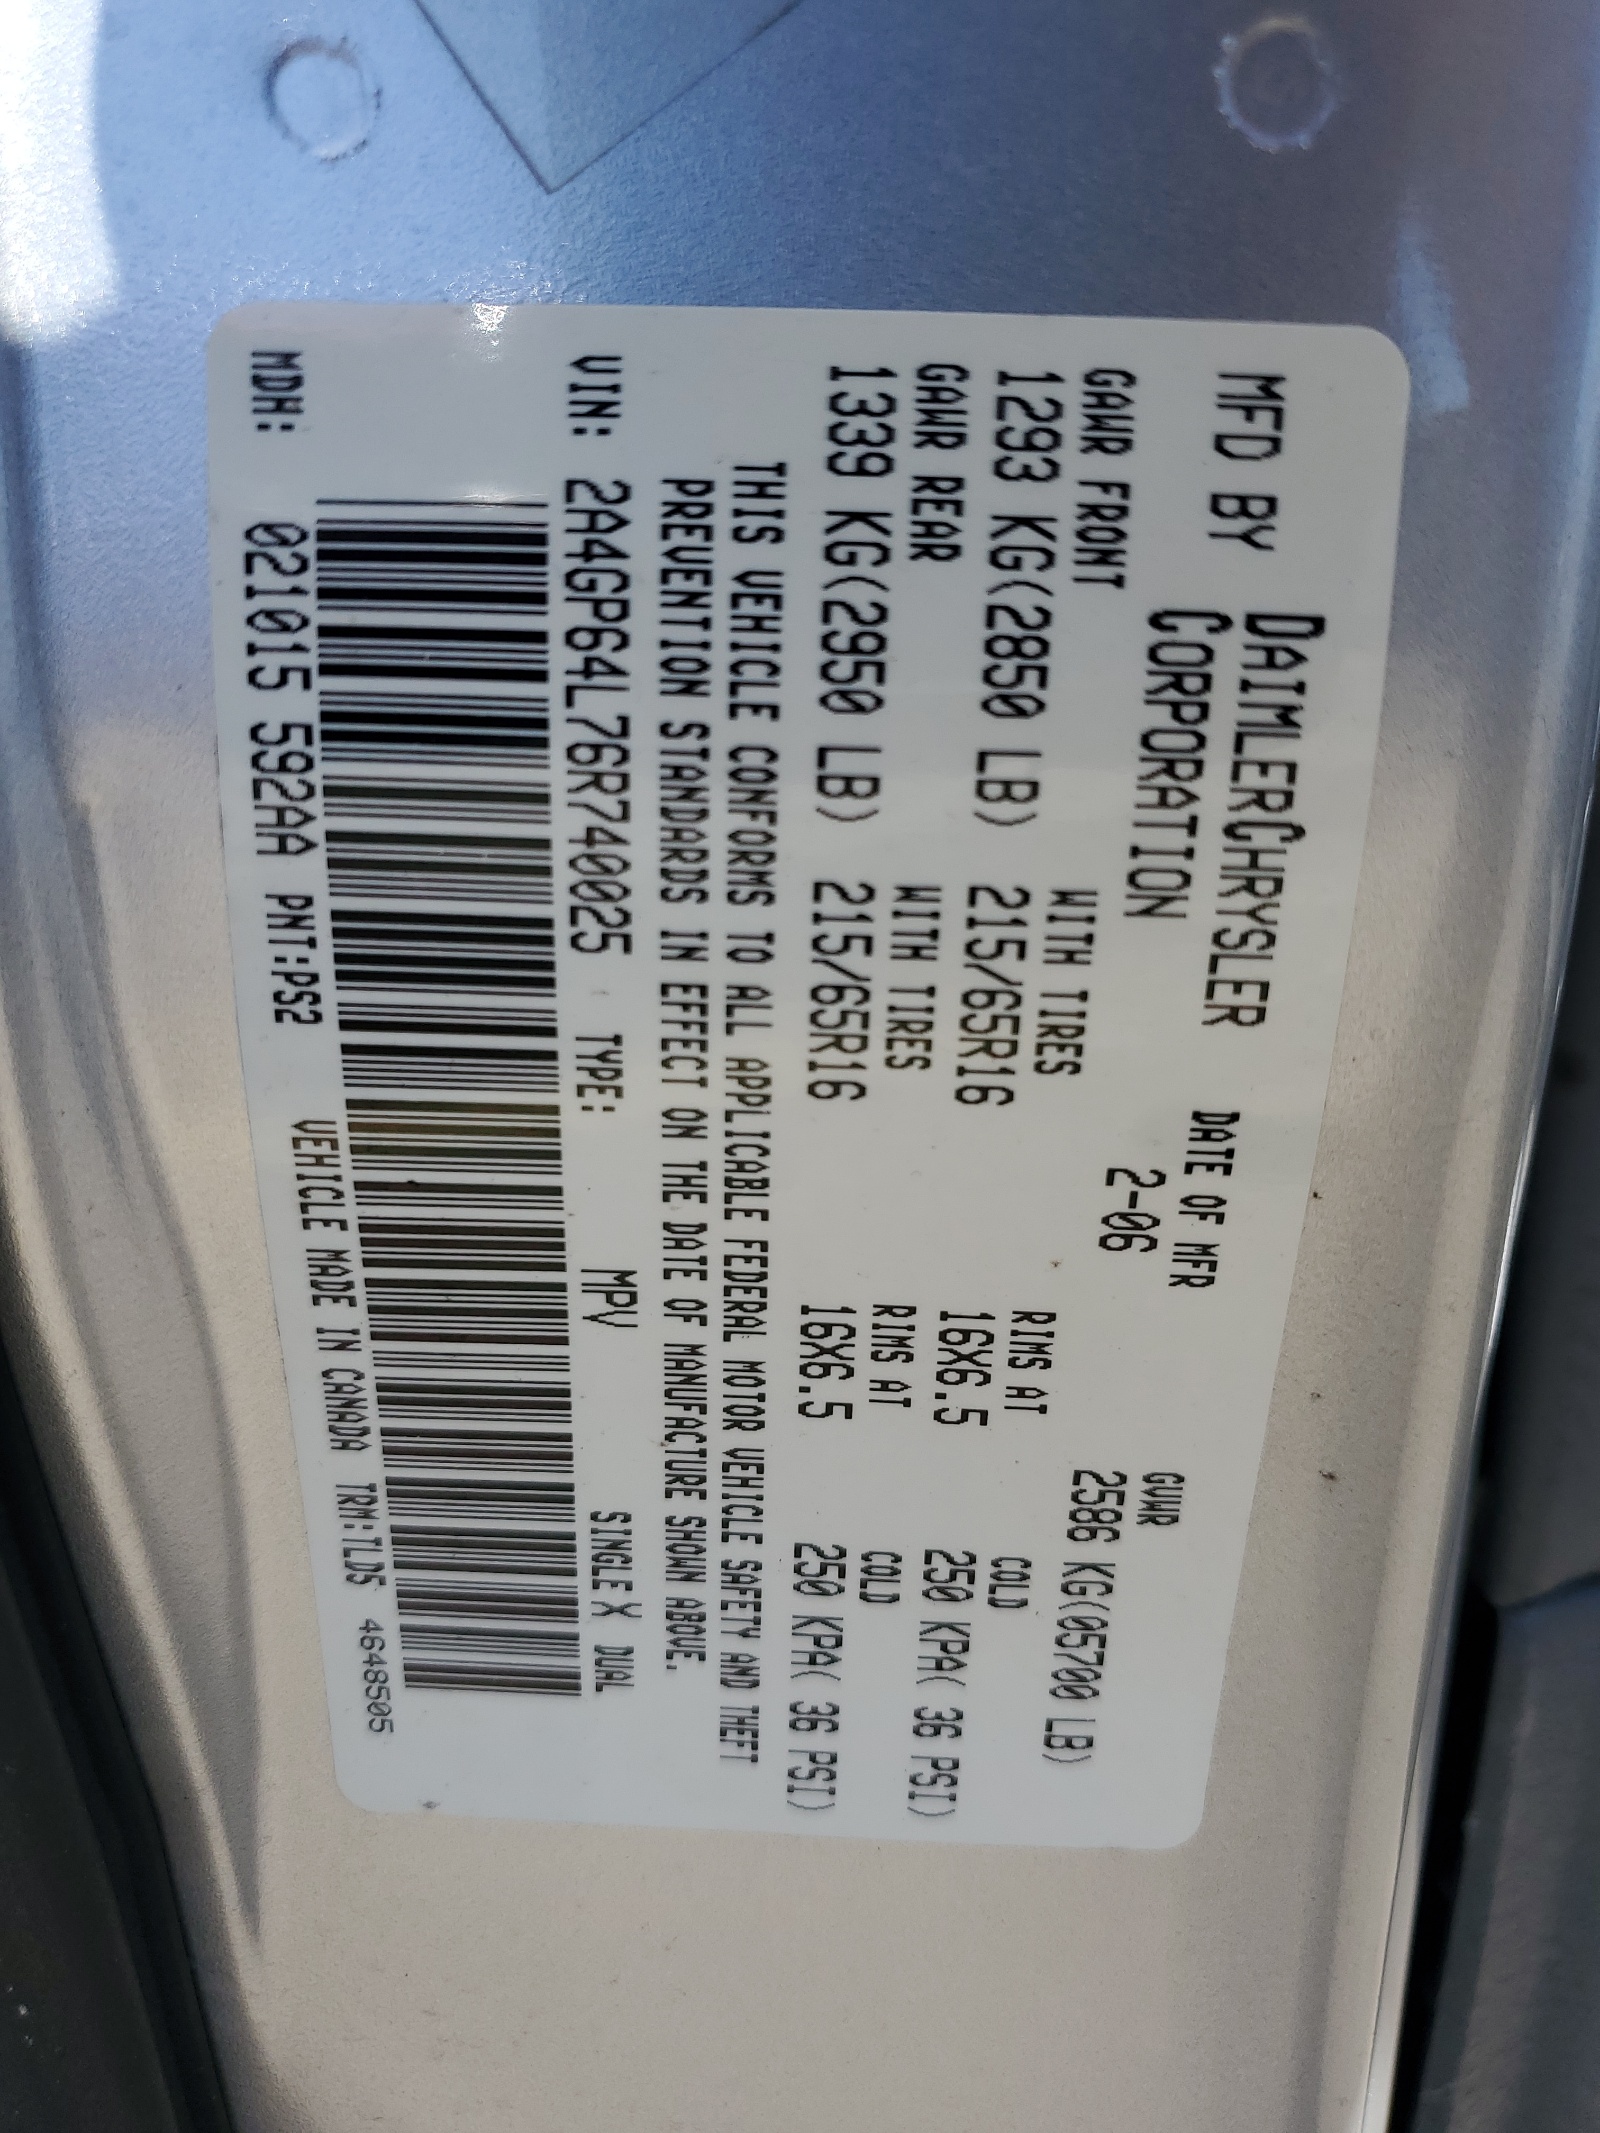 MFD BY DAIMLERCHRYSLER CORPORATION DATE OF MFR 2-06 GVWR 2586 KG(05700 LB)
GAWR FRONT WITH TIRES RIMS AT COLD
1293 KG(2850 LB) 215/65R16 16X6.5 250 KPA( 36 PSI)
GAWR REAR WITH TIRES RIMS AT COLD
1339 KG(2950 LB) 215/65R16 16X6.5 250 KPA( 36 PSI)
THIS VEHICLE CONFORMS TO ALL APPLICABLE FEDERAL MOTOR VEHICLE SAFETY AND THEFT
PREVENTION STANDARDS IN EFFECT ON THE DATE OF MANUFACTURE SHOWN ABOVE.
VIN: 2A4GP64L76R740025 TYPE: MPV SINGLE X DUAL
MDH: 021015 592AA PNT:PS2 VEHICLE MADE IN CANADA TRM:TLD5 4648505